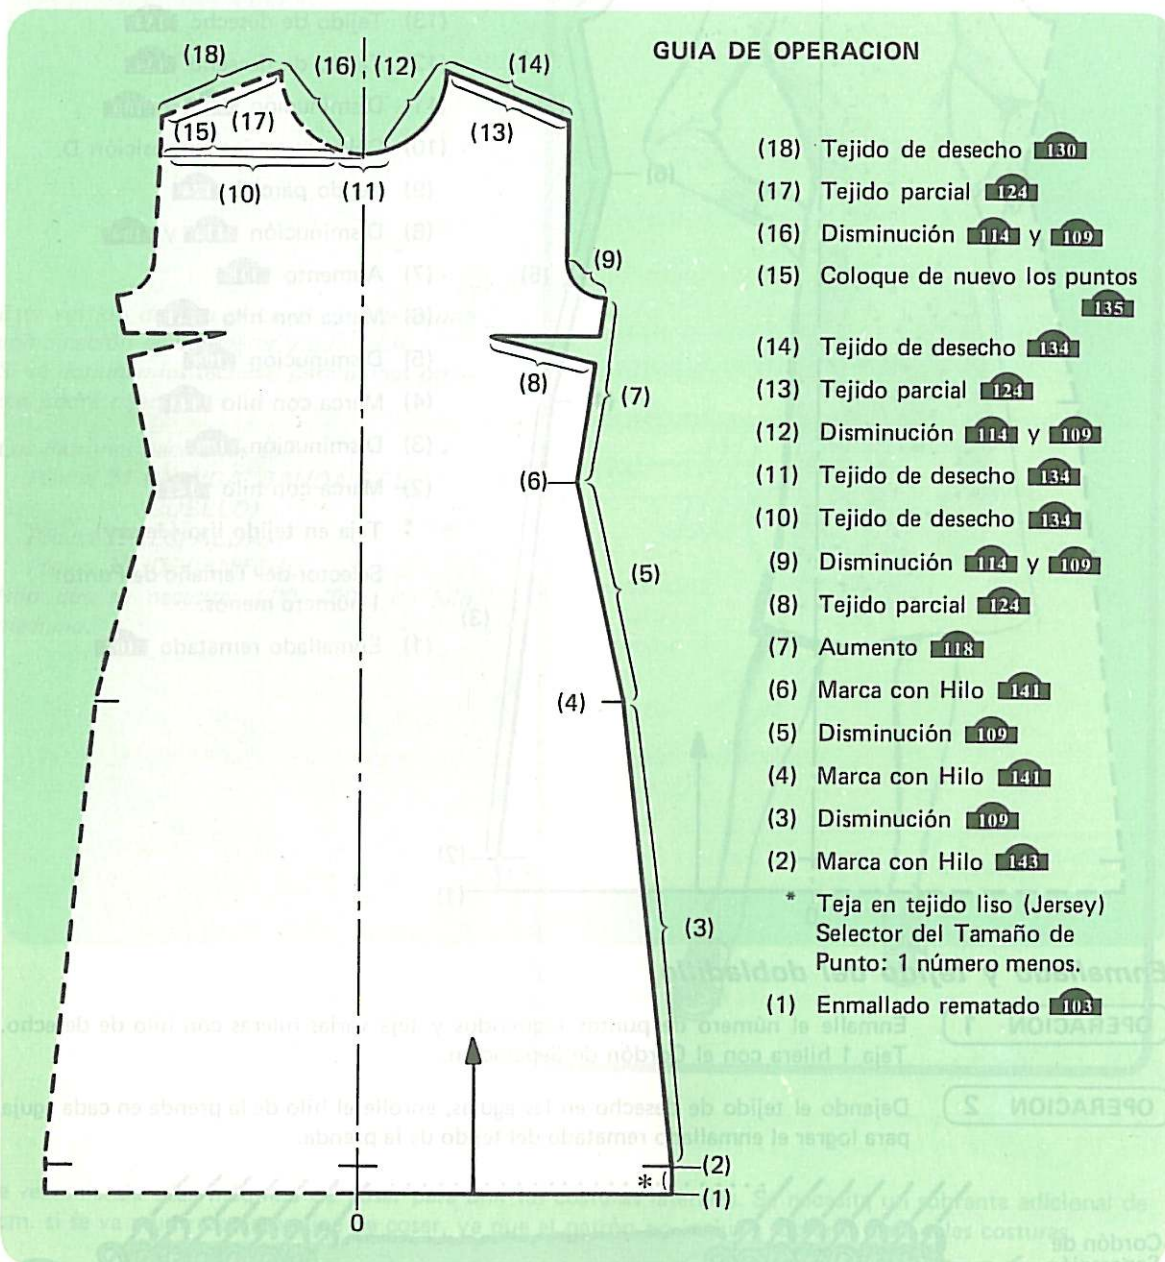 GUIA DE OPERACION
(18) Tejido de desecho 130
(17) Tejido parcial 124
(16) Disminución 114 y 109
(15) Coloque de nuevo los puntos
135
(14) Tejido de desecho 134
(13) Tejido parcial 124
(12) Disminución 114 y 109
(11) Tejido de desecho 134
(10) Tejido de desecho 134
(9) Disminución 114 y 109
(8) Tejido parcial 124
(7) Aumento 118
(6) Marca con Hilo 141
(5) Disminución 109
(4) Marca con Hilo 141
(3) Disminución 109
(2) Marca con Hilo 143
* Teja en tejido liso (Jersey)
Selector del Tamaño de
Punto: 1 número menos.
(1) Enmallado rematado 103
(18)
(16)
(12)
(14)
(15)
(17)
(13)
(10)
(11)
(9)
(8)
(7)
(6)
(5)
(4)
(3)
(2)
*
(1)
0